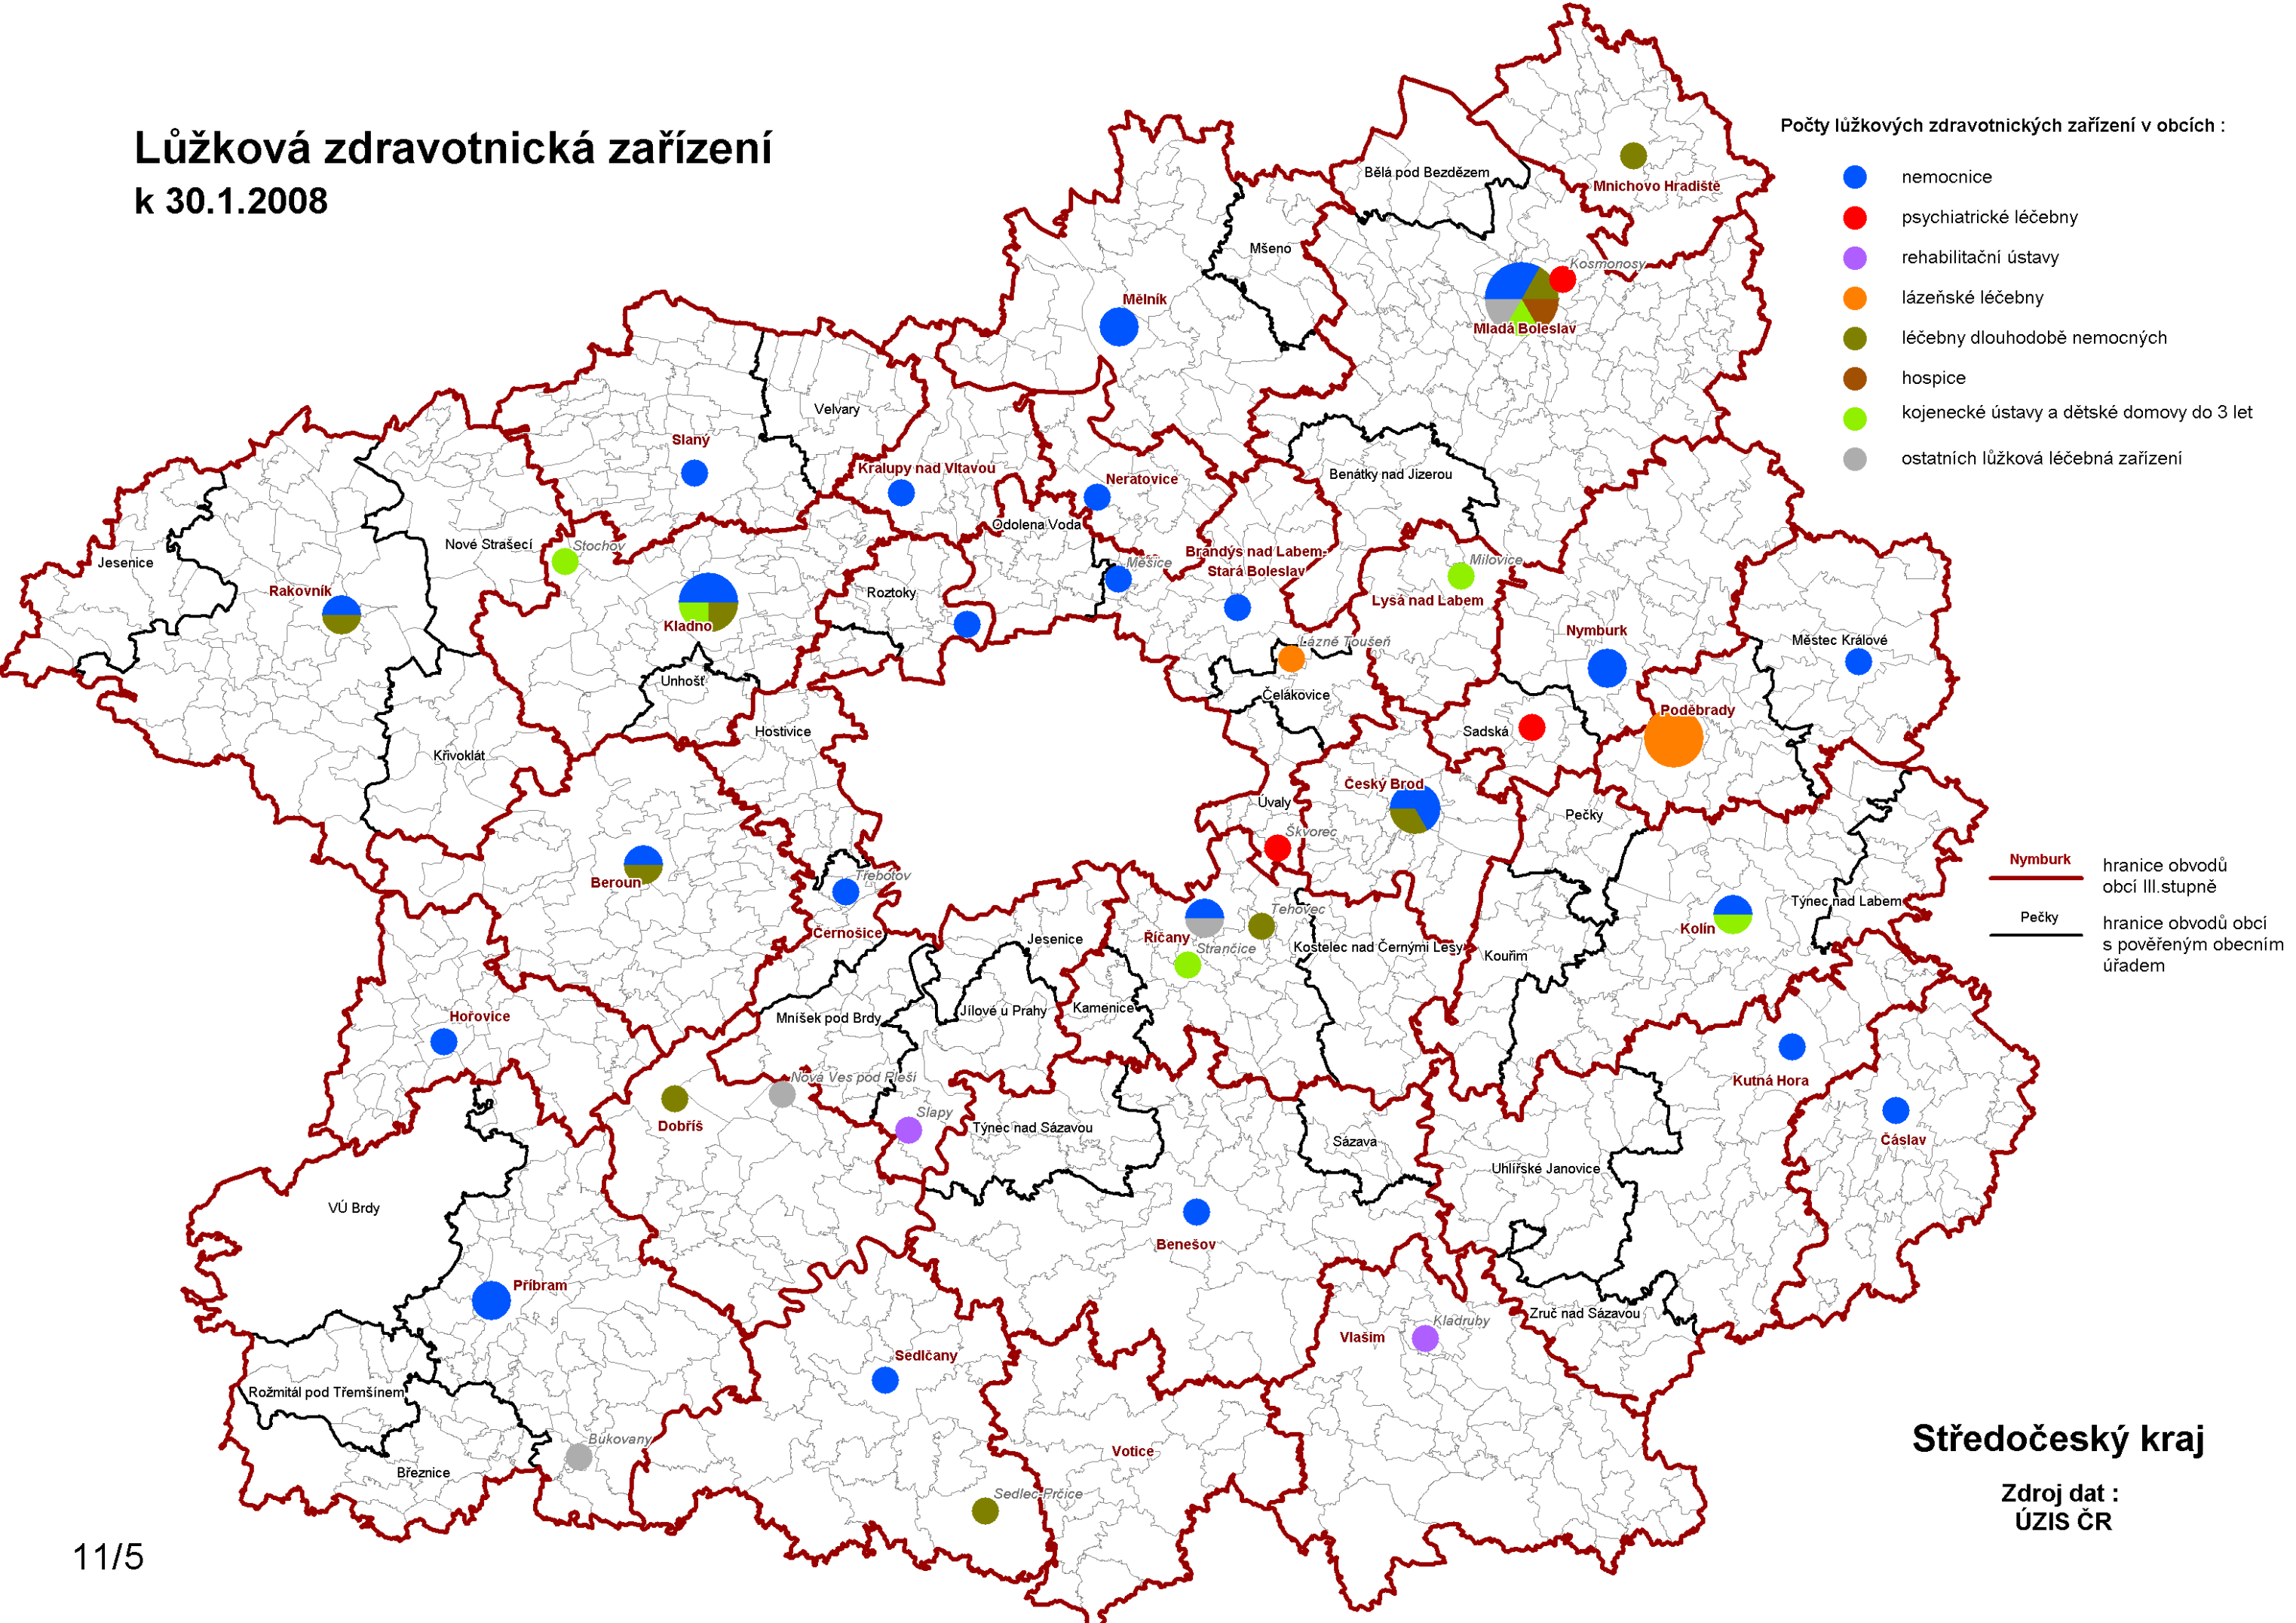 Lůžková zdravotnická zařízení
k 30.1.2008
Počty lůžkových zdravotnických zařízení v obcích :
nemocnice
psychiatrické léčebny
rehabilitační ústavy
lázeňské léčebny
léčebny dlouhodobě nemocných
hospice
kojenecké ústavy a dětské domovy do 3 let
ostatních lůžková léčebná zařízení
Bělá pod Bezdězem
Mnichovo Hradiště
Mšeno
Kosmonosy
Mělník
Mladá Boleslav
Velvary
Slaný
Kralupy nad Vltavou
Neratovice
Benátky nad Jizerou
Odolena Voda
Nové Strašecí
Stochov
Brandýs nad Labem-
Stará Boleslav
Měšice
Milovice
Jesenice
Rakovník
Roztoky
Lysá nad Labem
Kladno
Nymburk
Lázně Toušeň
Městec Králové
Unhošť
Čelákovice
Poděbrady
Hostivice
Sadská
Křivoklát
Český Brod
Úvaly
Pečky
Škvorec
Nymburk
hranice obvodů
obcí III.stupně
Beroun
Třebotov
Týnec nad Labem
Tehovec
Pečky
hranice obvodů obcí
s pověřeným obecním
úřadem
Černošice
Jesenice
Říčany
Strančice
Kostelec nad Černými Lesy
Kouřim
Kolín
Hořovice
Mníšek pod Brdy
Jílové u Prahy
Kamenice
Nová Ves pod Pleší
Kutná Hora
Dobříš
Slapy
Týnec nad Sázavou
Sázava
Čáslav
Uhlířské Janovice
VÚ Brdy
Benešov
Příbram
Zruč nad Sázavou
Kladruby
Vlašim
Sedlčany
Rožmitál pod Třemšínem
Bukovany
Votice
Březnice
Sedlec-Prčice
Středočeský kraj
Zdroj dat :
ÚZIS ČR
11/5